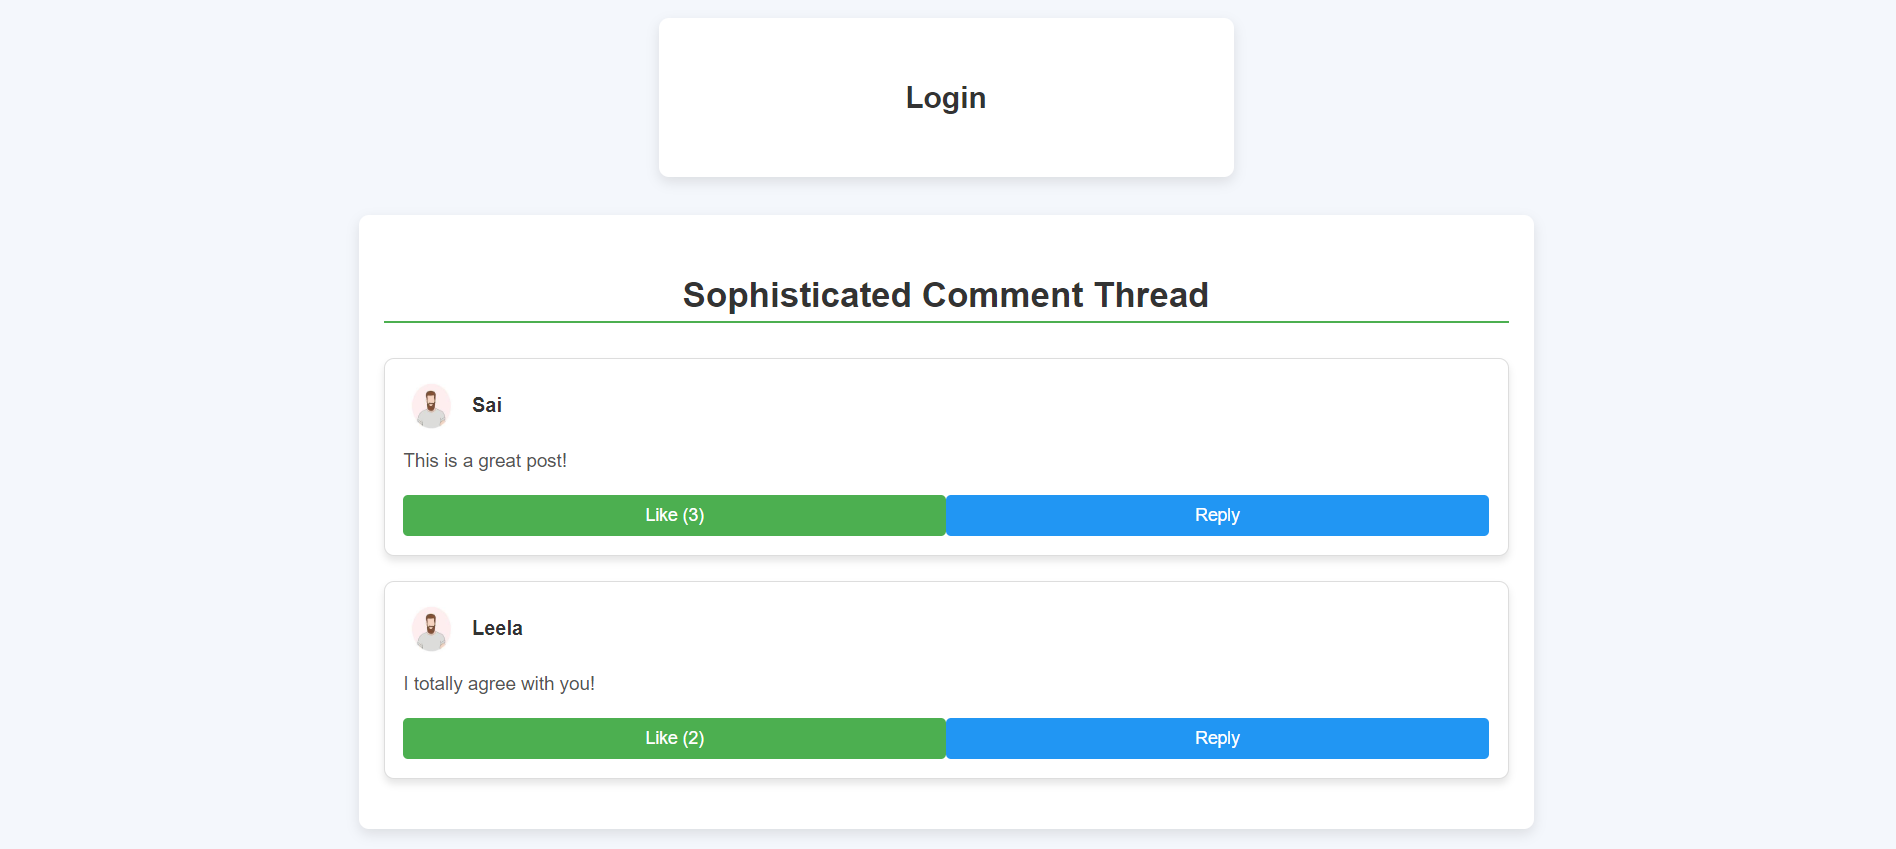 Login
Sophisticated Comment Thread
Sai
This is a great post!
Like (3) Reply
Leela
I totally agree with you!
Like (2) Reply